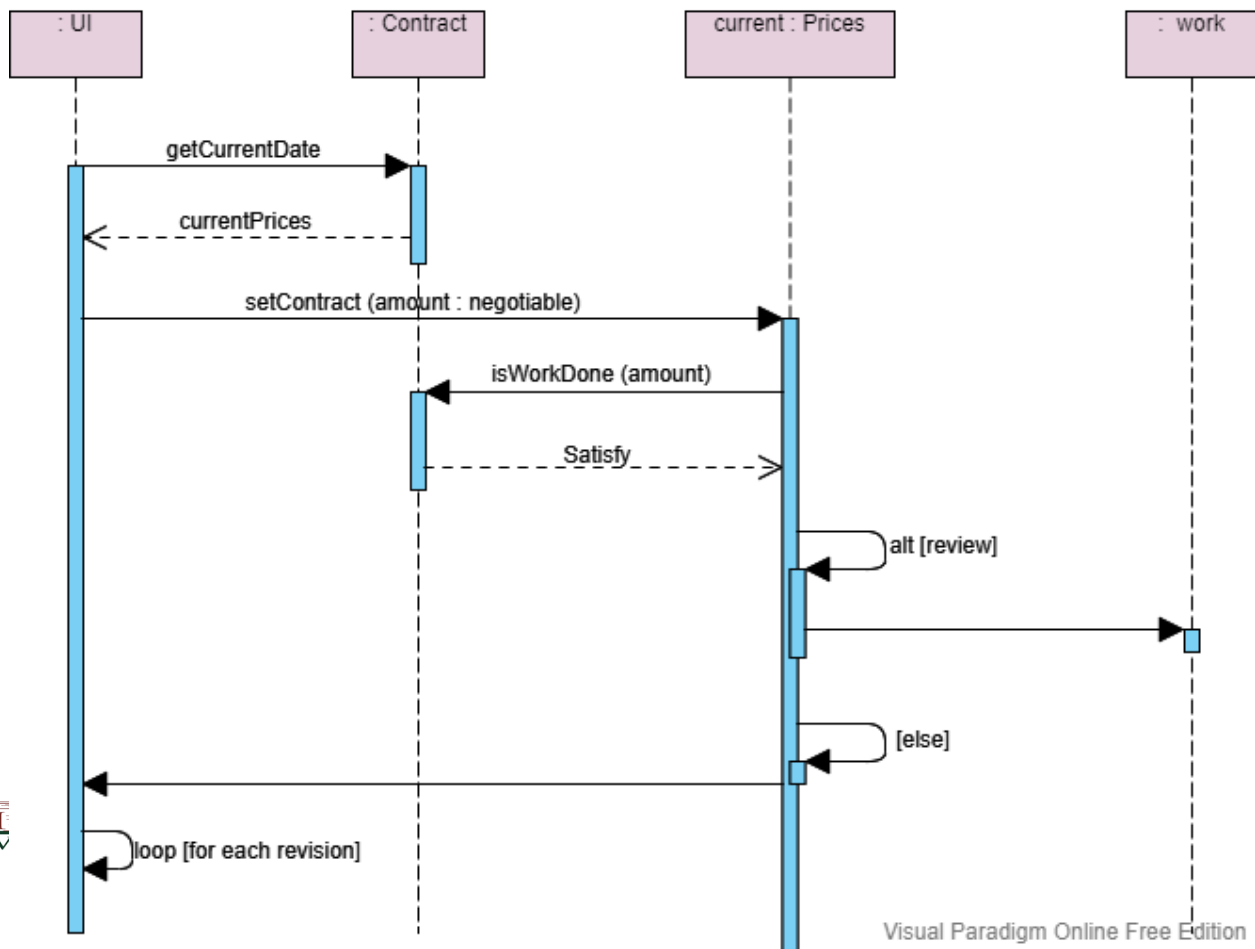 : UI
: Contract
current : Prices
: work
getCurrentDate
currentPrices
setContract (amount : negotiable)
isWorkDone (amount)
Satisfy
alt [review]
[else]
loop [for each revision]
Visual Paradigm Online Free Edition